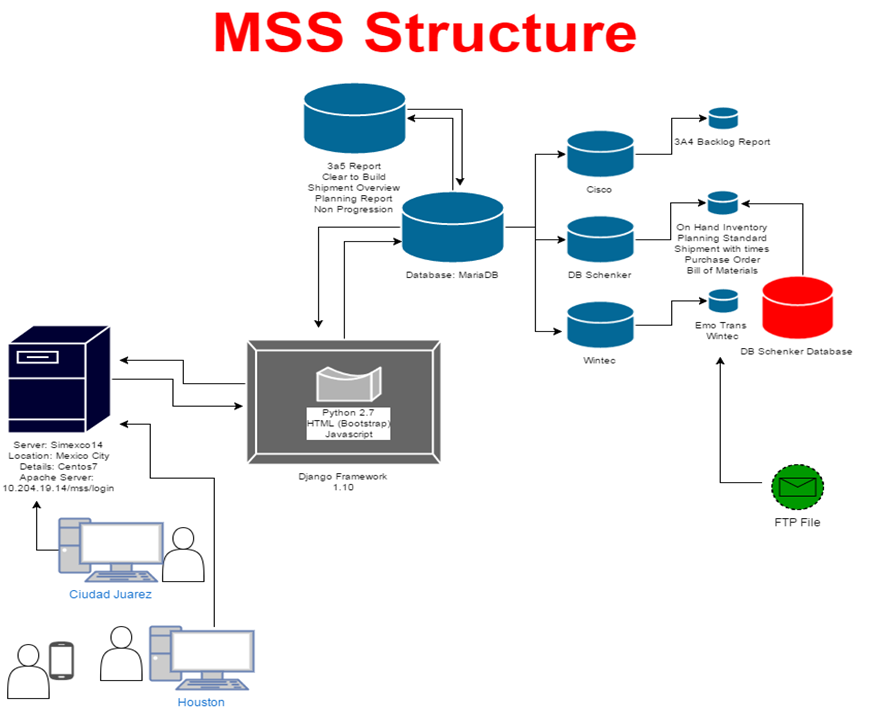 MSS Structure
3a5 Report
Clear to Build
Shipment Overview
Planning Report
Non Progression
Database: MariaDB
Cisco
3A4 Backlog Report
DB Schenker
On Hand Inventory
Planning Standard
Shipment with times
Purchase Order
Bill of Materials
Wintec
Emo Trans
Wintec
DB Schenker Database
Python 2.7
HTML (Bootstrap)
Javascript
Django Framework
1.10
Server: Simexco14
Location: Mexico City
Details: Centos7
Apache Server:
10.204.19.14/mss/login
FTP File
Ciudad Juarez
Houston